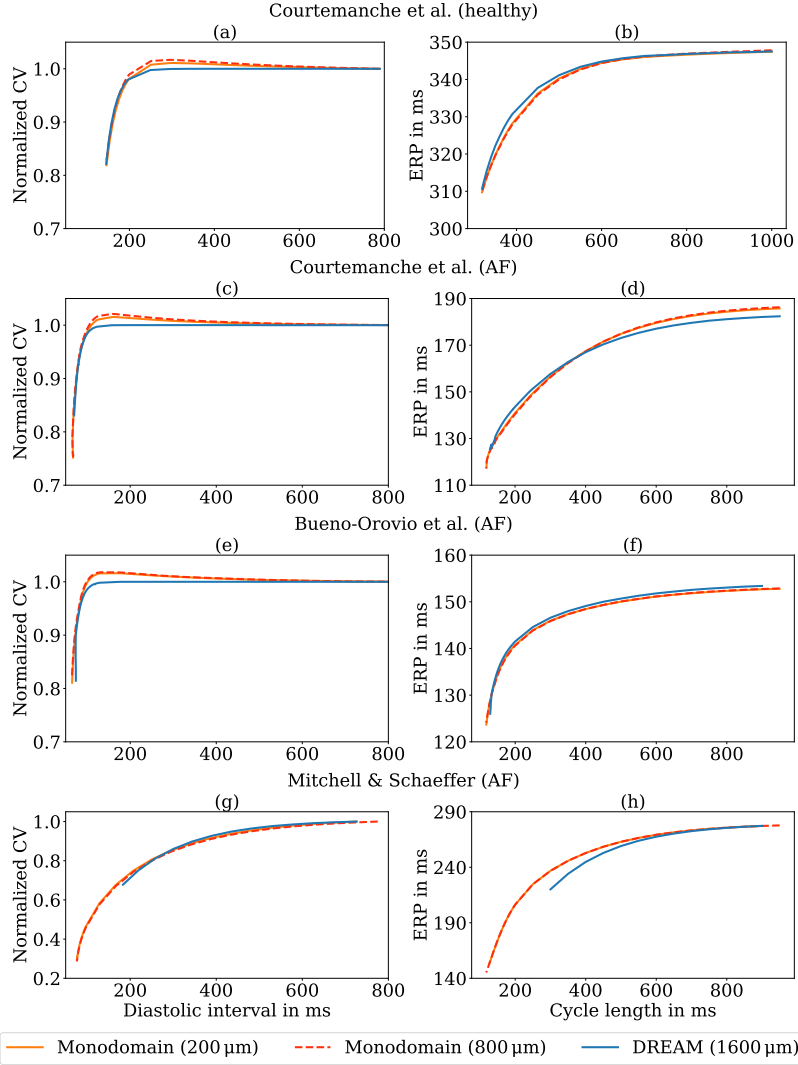 Courtemanche et al. (healthy)
(a)
(b)
Normalized CV
1.0
0.9
0.8
0.7
200
400
600
800
ERP in ms
350
340
330
320
310
300
400
600
800
1000
Courtemanche et al. (AF)
(c)
(d)
Normalized CV
1.0
0.9
0.8
0.7
200
400
600
800
ERP in ms
190
170
150
130
110
200
400
600
800
Bueno-Orovio et al. (AF)
(e)
(f)
Normalized CV
1.0
0.9
0.8
0.7
200
400
600
800
ERP in ms
160
150
140
130
120
200
400
600
800
Mitchell & Schaeffer (AF)
(g)
(h)
Normalized CV
1.0
0.8
0.6
0.4
0.2
200
400
600
800
Diastolic interval in ms
ERP in ms
290
240
190
140
200
400
600
800
Cycle length in ms
Monodomain (200 µm)
Monodomain (800 µm)
DREAM (1600 µm)